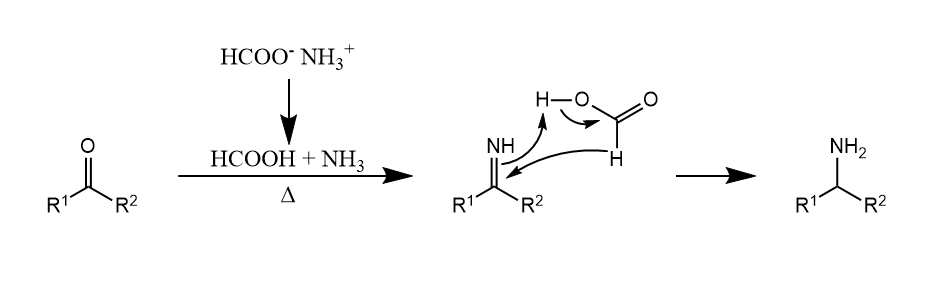 HCOO⁻ NH₃⁺
HCOOH + NH₃
Δ
O
R¹ R²
H O O
H
NH
R¹ R²
NH₂
R¹ R²